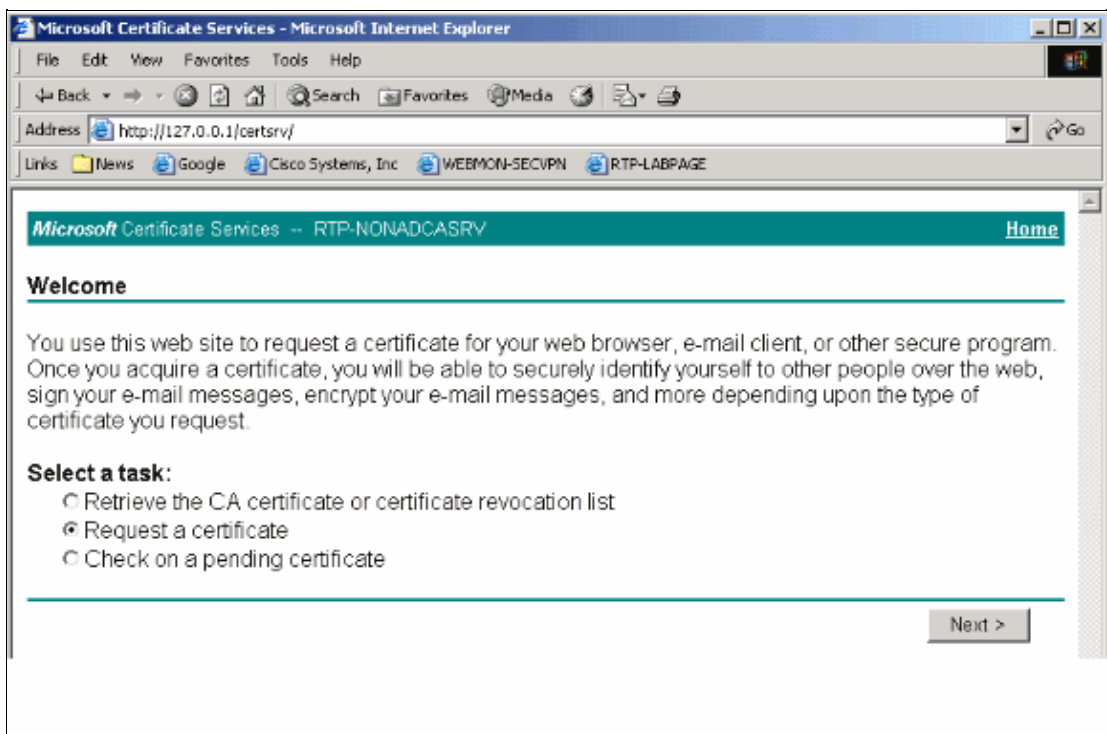 Microsoft Certificate Services - Microsoft Internet Explorer
File Edit View Favorites Tools Help
Back Search Favorites Media
Address http://127.0.0.1/certsrv/ Go
Links News Google Cisco Systems, Inc WEBMON-SECVPN RTP-LABPAGE
Microsoft Certificate Services -- RTP-NONADCASRV Home
Welcome
You use this web site to request a certificate for your web browser, e-mail client, or other secure program.
Once you acquire a certificate, you will be able to securely identify yourself to other people over the web,
sign your e-mail messages, encrypt your e-mail messages, and more depending upon the type of
certificate you request.
Select a task:
Retrieve the CA certificate or certificate revocation list
Request a certificate
Check on a pending certificate
Next >